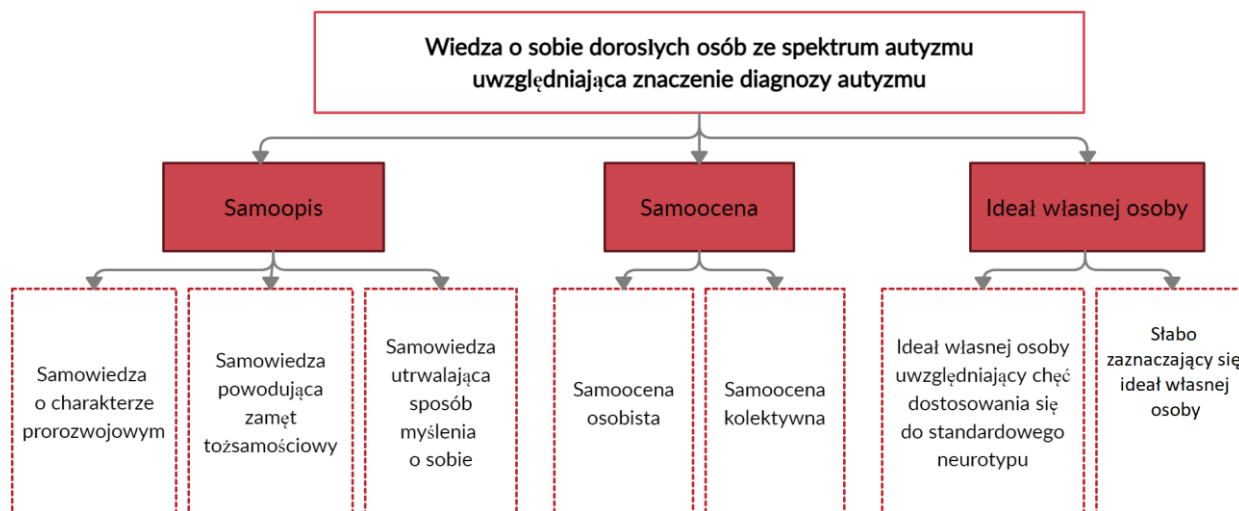 Wiedza o sobie dorosłych osób ze spektrum autyzmu
uwzględniająca znaczenie diagnozy autyzmu
Samoopis
Samoocena
Ideał własnej osoby
Samowiedza
o charakterze
prorozwojowym
Samowiedza
powodująca
zamęt
tożsamościowy
Samowiedza
utrwalająca
sposób
myślenia
o sobie
Samoocena
osobista
Samoocena
kolektywna
Ideał własnej osoby
uwzględniający chęć
dostosowania się
do standardowego
neurotypu
Słabo
zaznaczający się
ideał własnej
osoby